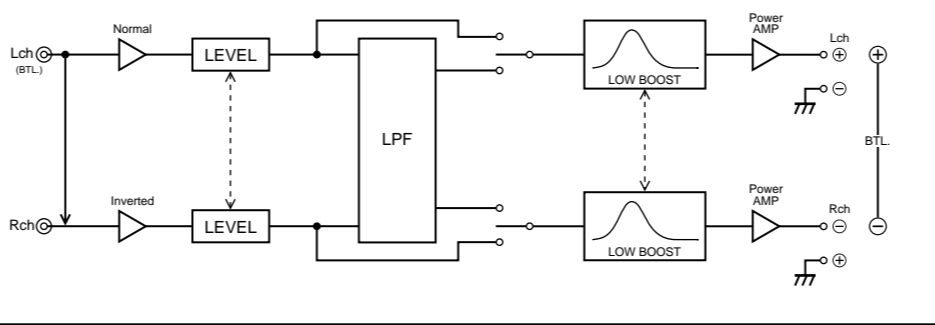 Normal
Power
AMP
Lch
(BTL.)
LEVEL
Lch
⊕
⊕
LOW BOOST
⊖
LPF
BTL.
Inverted
Power
AMP
Rch
Rch
LEVEL
⊖
⊖
LOW BOOST
⊕